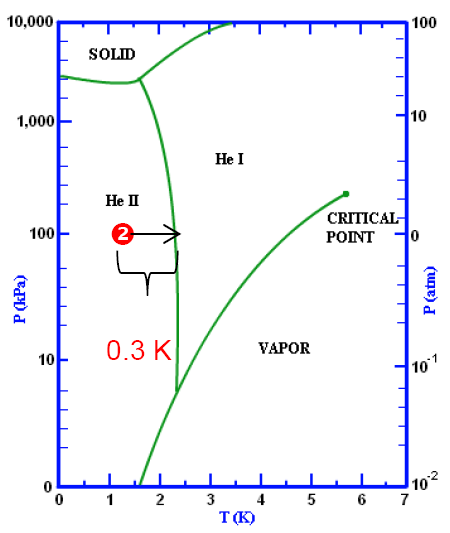 10,000
100
SOLID
10
1,000
He I
He II
2
CRITICAL
POINT
100
0
P (kPa)
P (atm)
0.3 K
VAPOR
10
10-1
0
10-2
0 1 2 3 4 5 6 7
T (K)